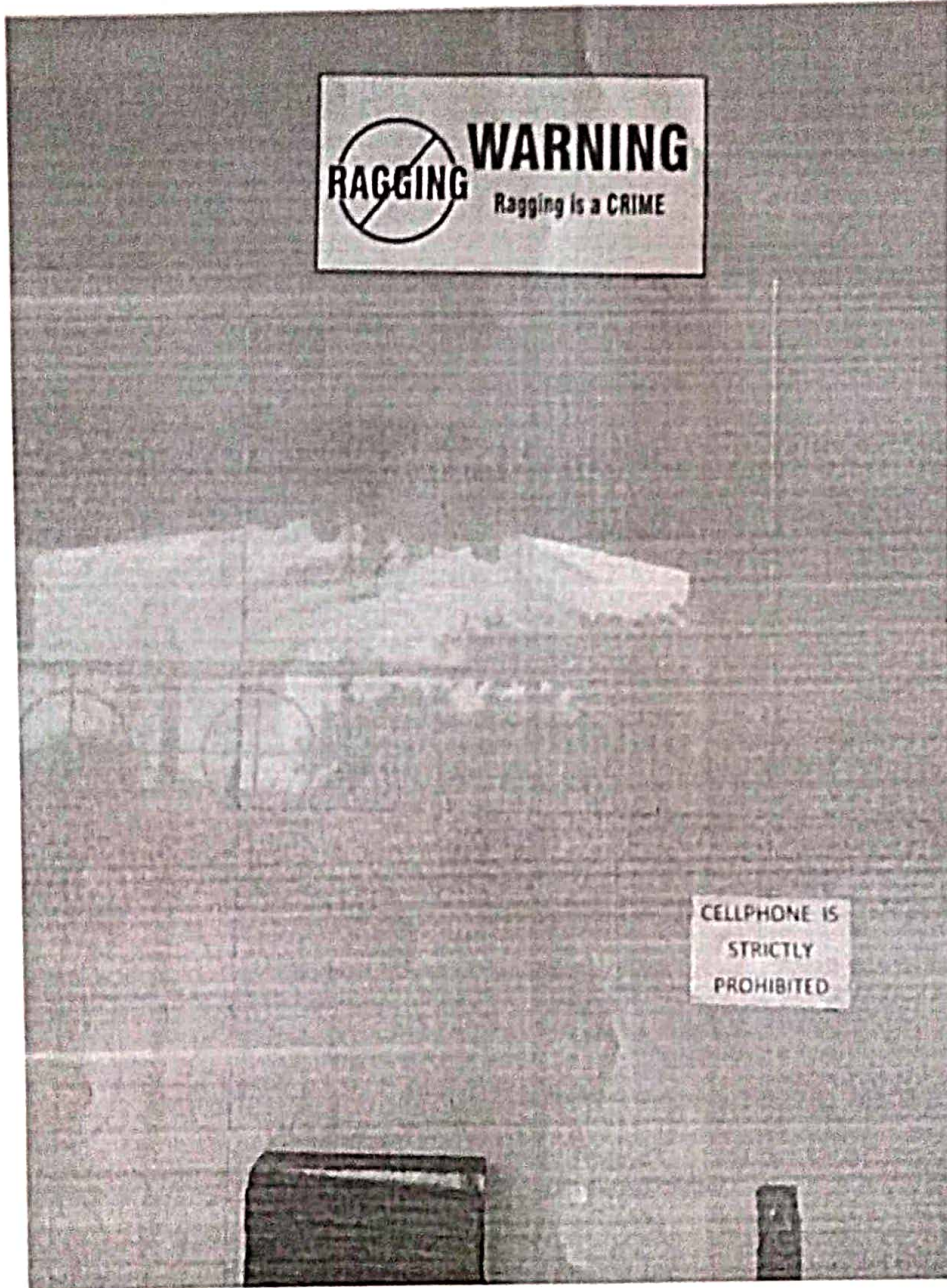 WARNING
RAGGING
Ragging is a CRIME
CELLPHONE IS
STRICTLY
PROHIBITED